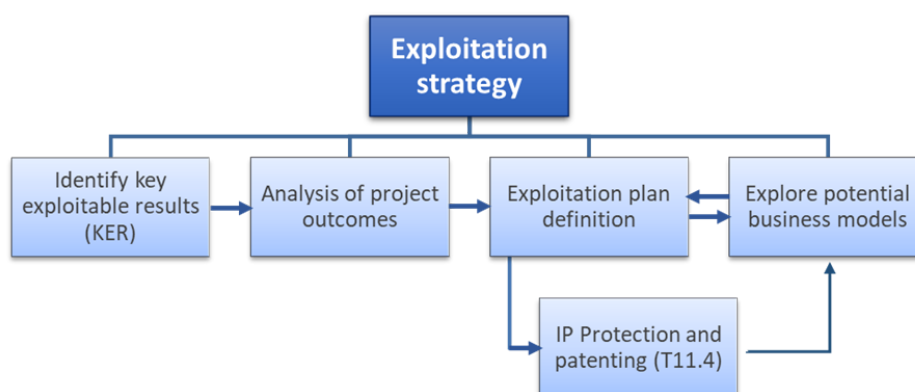 Exploitation
strategy
Identify key
exploitable results
(KER)
Analysis of project
outcomes
Exploitation plan
definition
Explore potential
business models
IP Protection and
patenting (T11.4)